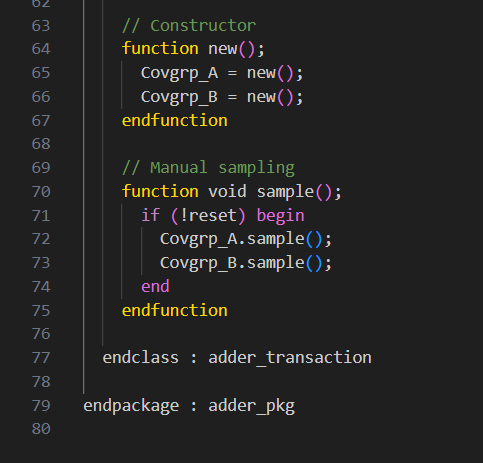 62
63 // Constructor
64 function new();
65 Covgrp_A = new();
66 Covgrp_B = new();
67 endfunction
68
69 // Manual sampling
70 function void sample();
71 if (!reset) begin
72 Covgrp_A.sample();
73 Covgrp_B.sample();
74 end
75 endfunction
76
77 endclass : adder_transaction
78
79 endpackage : adder_pkg
80